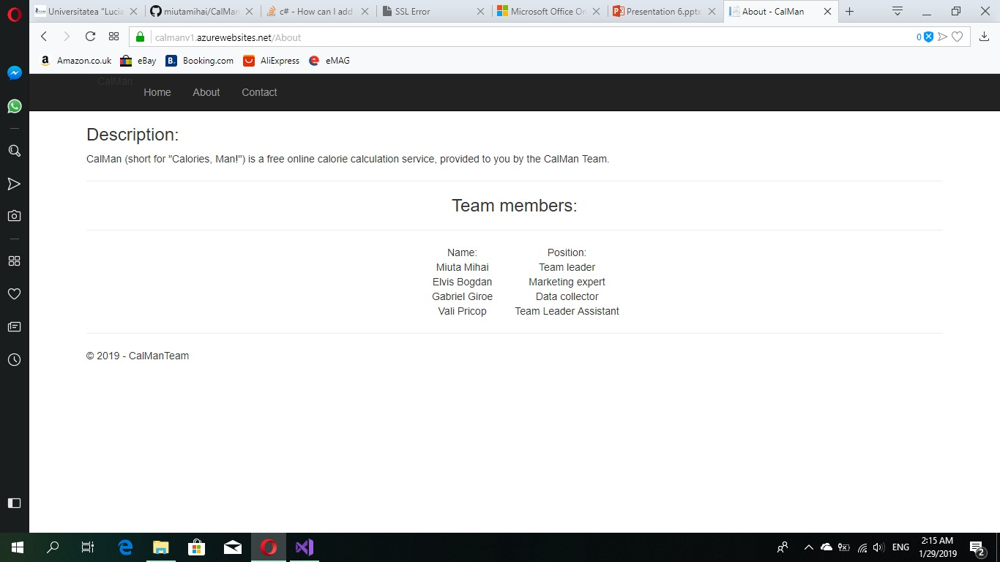 Universitatea "Lucia
miutamihai/CalMan
c# - How can I add
SSL Error
Microsoft Office On
Presentation 6.pptx
About - CalMan
calmanv1.azurewebsites.net/About
0
Amazon.co.uk
eBay
B. Booking.com
AliExpress
eMAG
CalMan
Home
About
Contact
Description:
CalMan (short for "Calories, Man!") is a free online calorie calculation service, provided to you by the CalMan Team.
Team members:
Name: Position:
Miuta Mihai Team leader
Elvis Bogdan Marketing expert
Gabriel Giroe Data collector
Vali Pricop Team Leader Assistant
© 2019 - CalManTeam
ENG
2:15 AM
1/29/2019
2